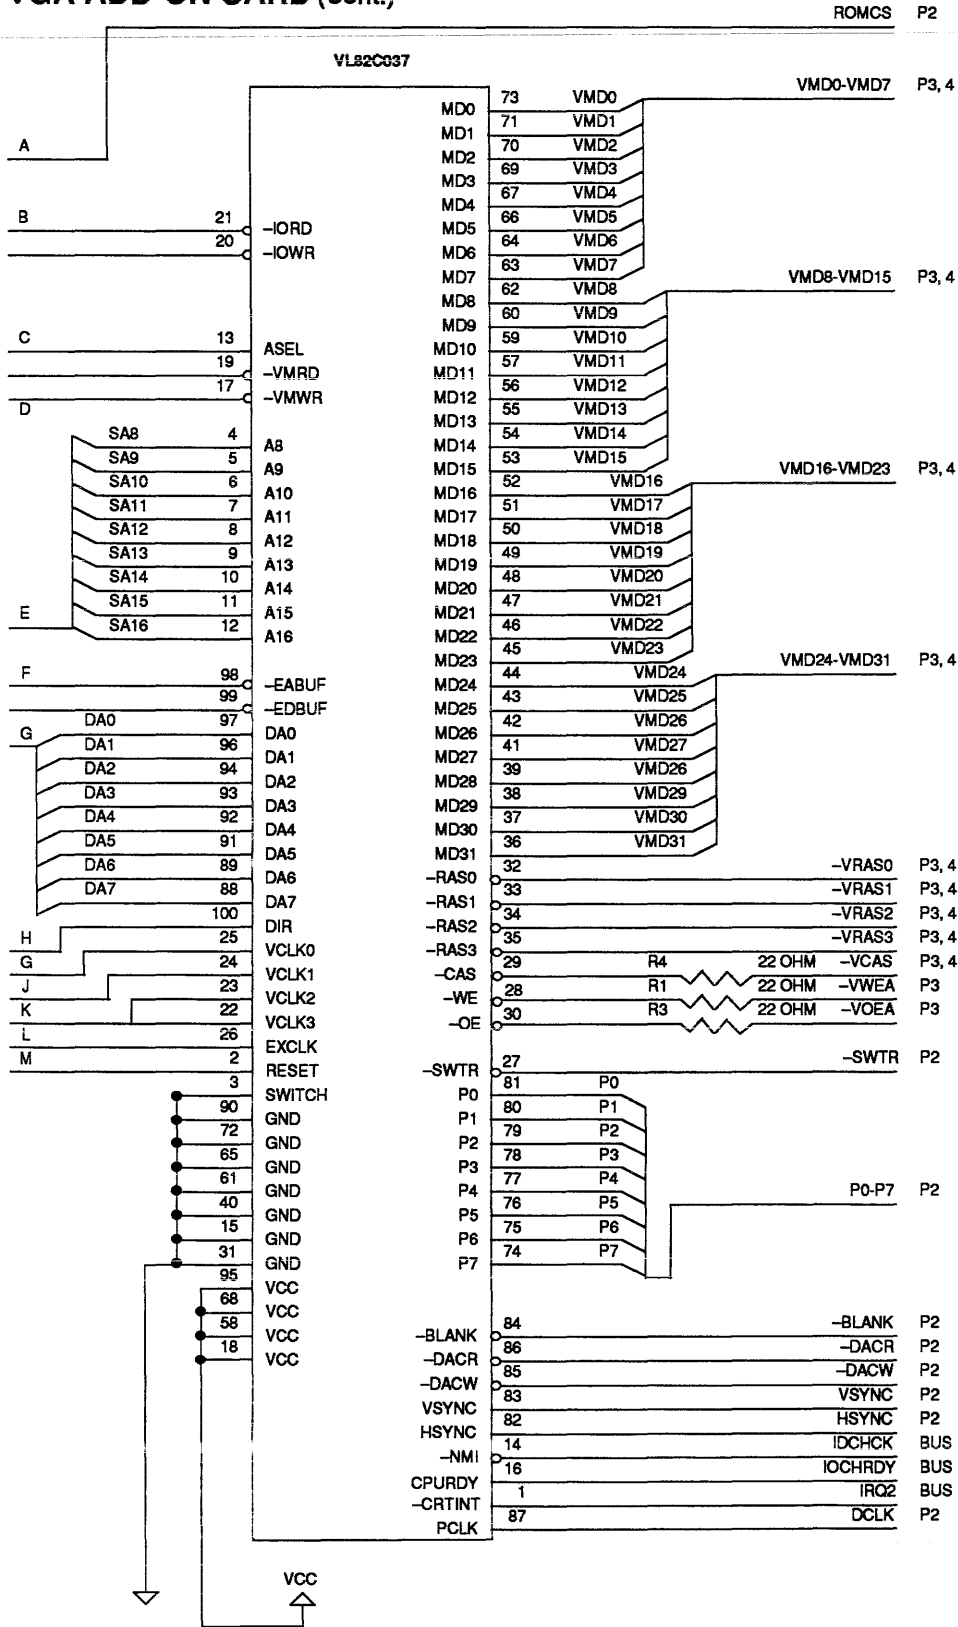 VGA ADD-ON CARD (Cont.)
ROMCS P2
VL82C037
A
B 21 -IORD
20 -IOWR
C 13 ASEL
19 -VMRD
D 17 -VMWR
SA8 4 A8
SA9 5 A9
SA10 6 A10
SA11 7 A11
SA12 8 A12
SA13 9 A13
SA14 10 A14
SA15 11 A15
E SA16 12 A16
F 98 -EABUF
99 -EDBUF
G DA0 97 DA0
DA1 96 DA1
DA2 94 DA2
DA3 93 DA3
DA4 92 DA4
DA5 91 DA5
DA6 89 DA6
DA7 88 DA7
100 DIR
H 25 VCLK0
G 24 VCLK1
J 23 VCLK2
K 22 VCLK3
L 26 EXCLK
M 2 RESET
3 SWITCH
90 GND
72 GND
65 GND
61 GND
40 GND
15 GND
31 GND
95 VCC
68 VCC
58 VCC
18 VCC
MD0 73 VMD0 VMD0-VMD7 P3, 4
MD1 71 VMD1
MD2 70 VMD2
MD3 69 VMD3
MD4 67 VMD4
MD5 66 VMD5
MD6 64 VMD6
MD7 63 VMD7
MD8 62 VMD8 VMD8-VMD15 P3, 4
MD9 60 VMD9
MD10 59 VMD10
MD11 57 VMD11
MD12 56 VMD12
MD13 55 VMD13
MD14 54 VMD14
MD15 53 VMD15
MD16 52 VMD16 VMD16-VMD23 P3, 4
MD17 51 VMD17
MD18 50 VMD18
MD19 49 VMD19
MD20 48 VMD20
MD21 47 VMD21
MD22 46 VMD22
MD23 45 VMD23
MD24 44 VMD24 VMD24-VMD31 P3, 4
MD25 43 VMD25
MD26 42 VMD26
MD27 41 VMD27
MD28 39 VMD26
MD29 38 VMD29
MD30 37 VMD30
MD31 36 VMD31
-RAS0 32 -VRAS0 P3, 4
-RAS1 33 -VRAS1 P3, 4
-RAS2 34 -VRAS2 P3, 4
-RAS3 35 -VRAS3 P3, 4
-CAS 29 R4 22 OHM -VCAS P3, 4
-WE 28 R1 22 OHM -VWEA P3
-OE 30 R3 22 OHM -VOEA P3
-SWTR 27 -SWTR P2
P0 81 P0
P1 80 P1
P2 79 P2
P3 78 P3
P4 77 P4 P0-P7 P2
P5 76 P5
P6 75 P6
P7 74 P7
-BLANK 84 -BLANK P2
-DACR 86 -DACR P2
-DACW 85 -DACW P2
VSYNC 83 VSYNC P2
HSYNC 82 HSYNC P2
-NMI 14 IDCHCK BUS
CPURDY 16 IOCHRDY BUS
-CRTINT 1 IRQ2 BUS
PCLK 87 DCLK P2
VCC